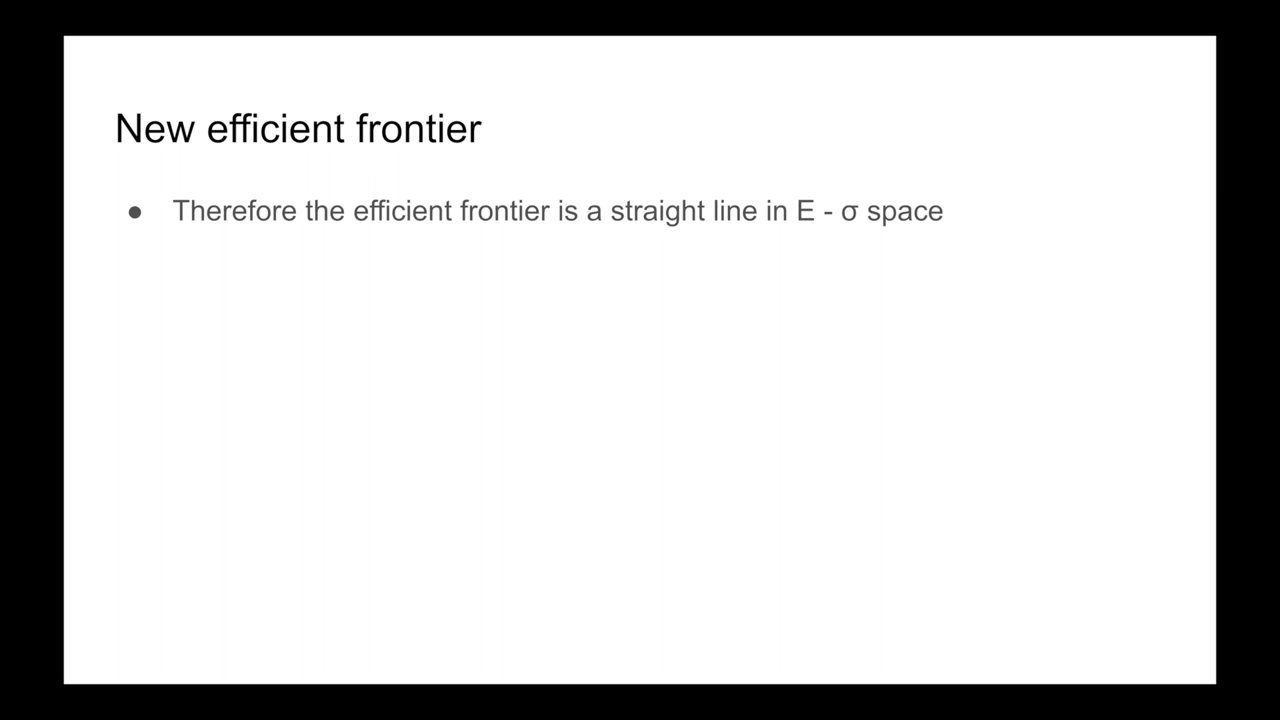 New efficient frontier
● Therefore the efficient frontier is a straight line in E - σ space